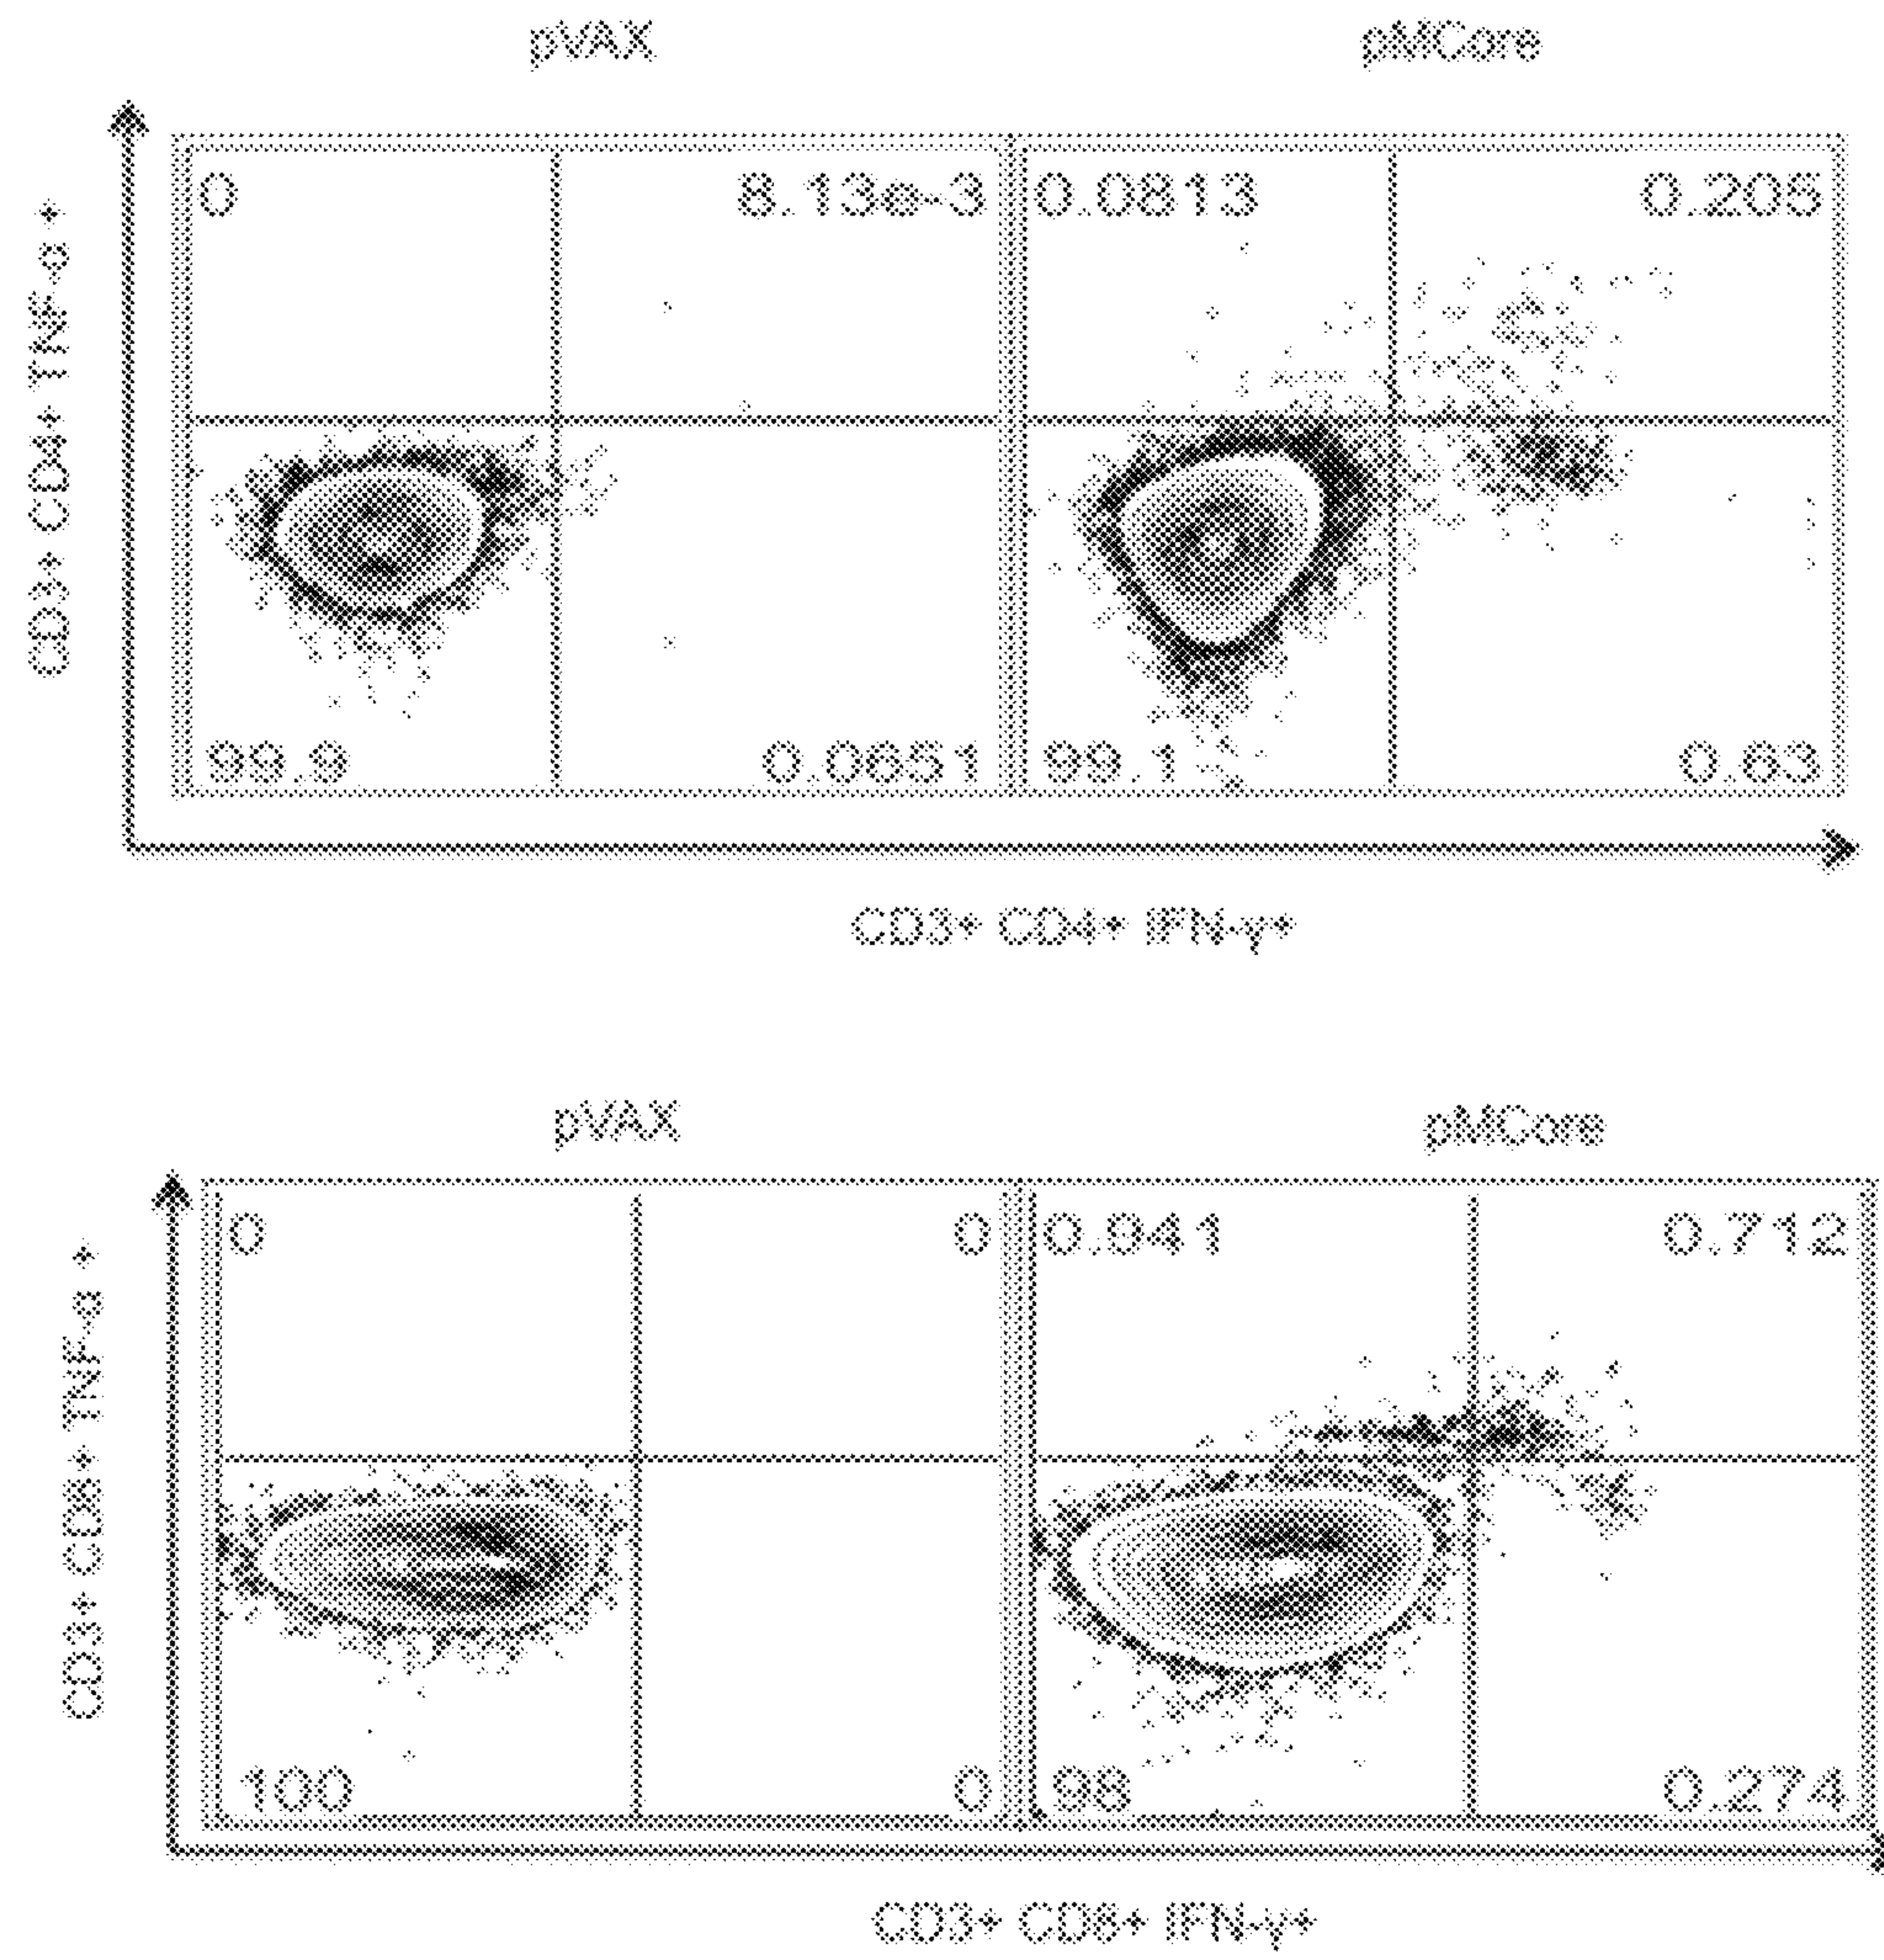 pVAX pMCore
CD3+ CD4+ TNF-α +
0 8.13e-3 0.0813 0.205
99.9 0.0651 99.1 0.63
CD3+ CD4+ IFN-γ+
pVAX pMCore
CD3+ CD8+ TNF-α +
0 0 0.941 0.712
100 0 98 0.274
CD3+ CD8+ IFN-γ+